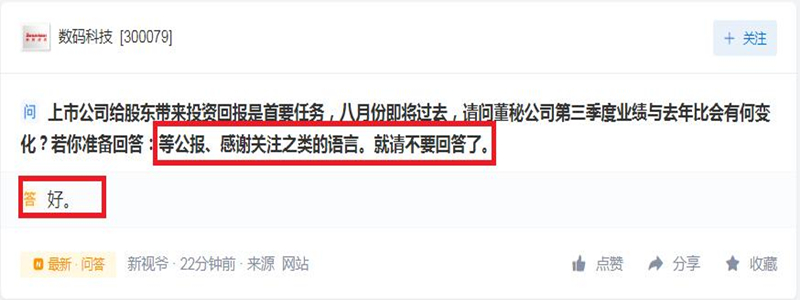 数码科技 [300079]
+ 关注
问 上市公司给股东带来投资回报是首要任务，八月份即将过去，请问董秘公司第三季度业绩与去年比会有何变
化？若你准备回答：等公报、感谢关注之类的语言。就请不要回答了。
答 好。
N 最新·问答 新视爷·22分钟前·来源 网站 点赞 分享 收藏